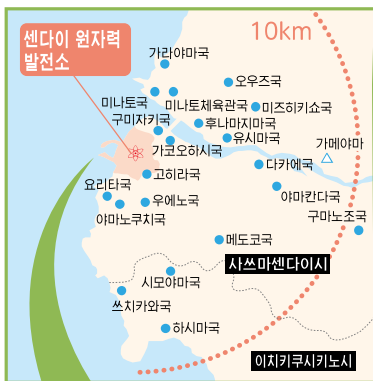 센다이 원자력
발전소
10km
가라야마국
오우즈국
미나토국
미나토체육관국
미즈히키쇼국
구미자키국
후나마지마국
유시마국
가메야마
가코오하시국
다카에국
고히라국
요리타국
우에노국
야마칸다국
야마노쿠치국
구마노조국
메도코국
사쓰마센다이시
시모야마국
쓰치카와국
하시마국
이치키쿠시키노시